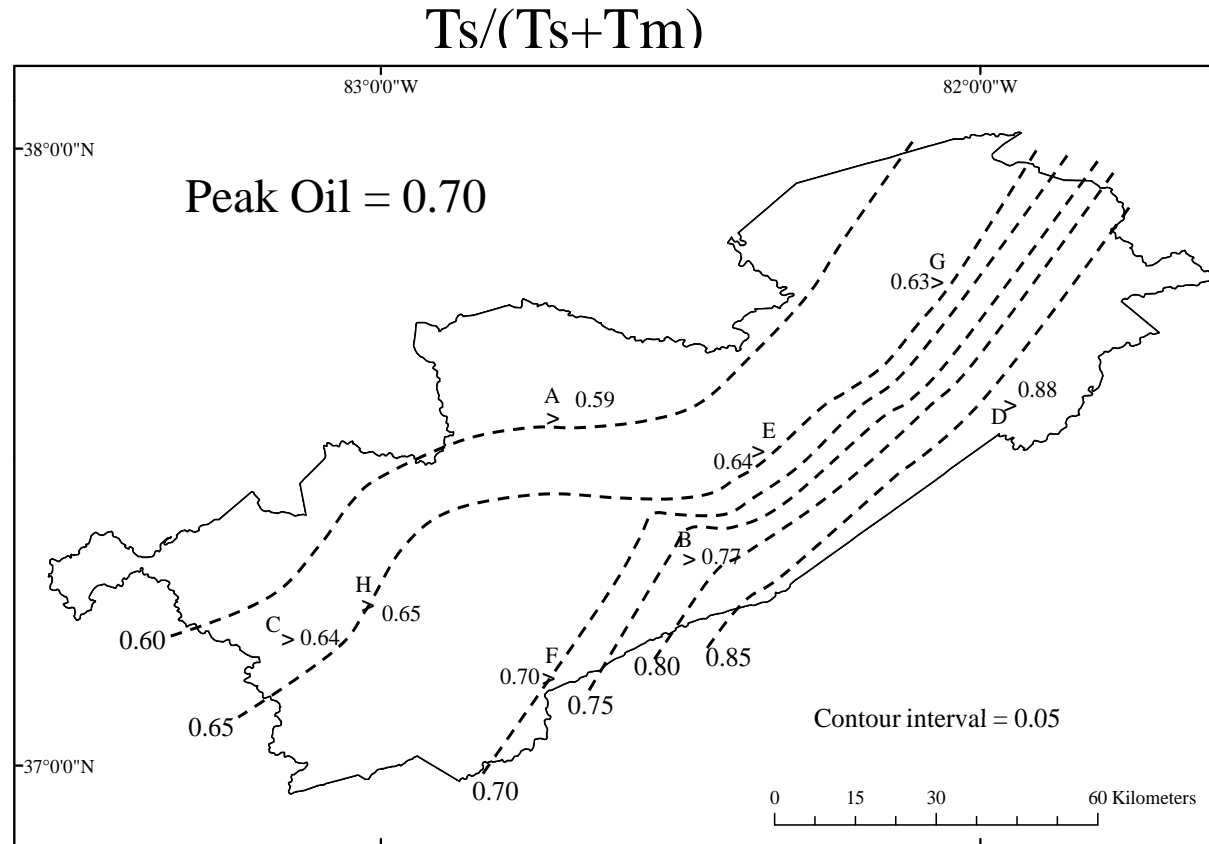 Ts/(Ts+Tm)
83°0'0"W
82°0'0"W
38°0'0"N
Peak Oil = 0.70
G
0.63
A
0.59
0.88
D
E
0.64
B
0.77
H
0.65
C
0.64
0.60
F
0.70
0.80
0.85
0.75
0.65
Contour interval = 0.05
37°0'0"N
0.70
0 15 30 60 Kilometers